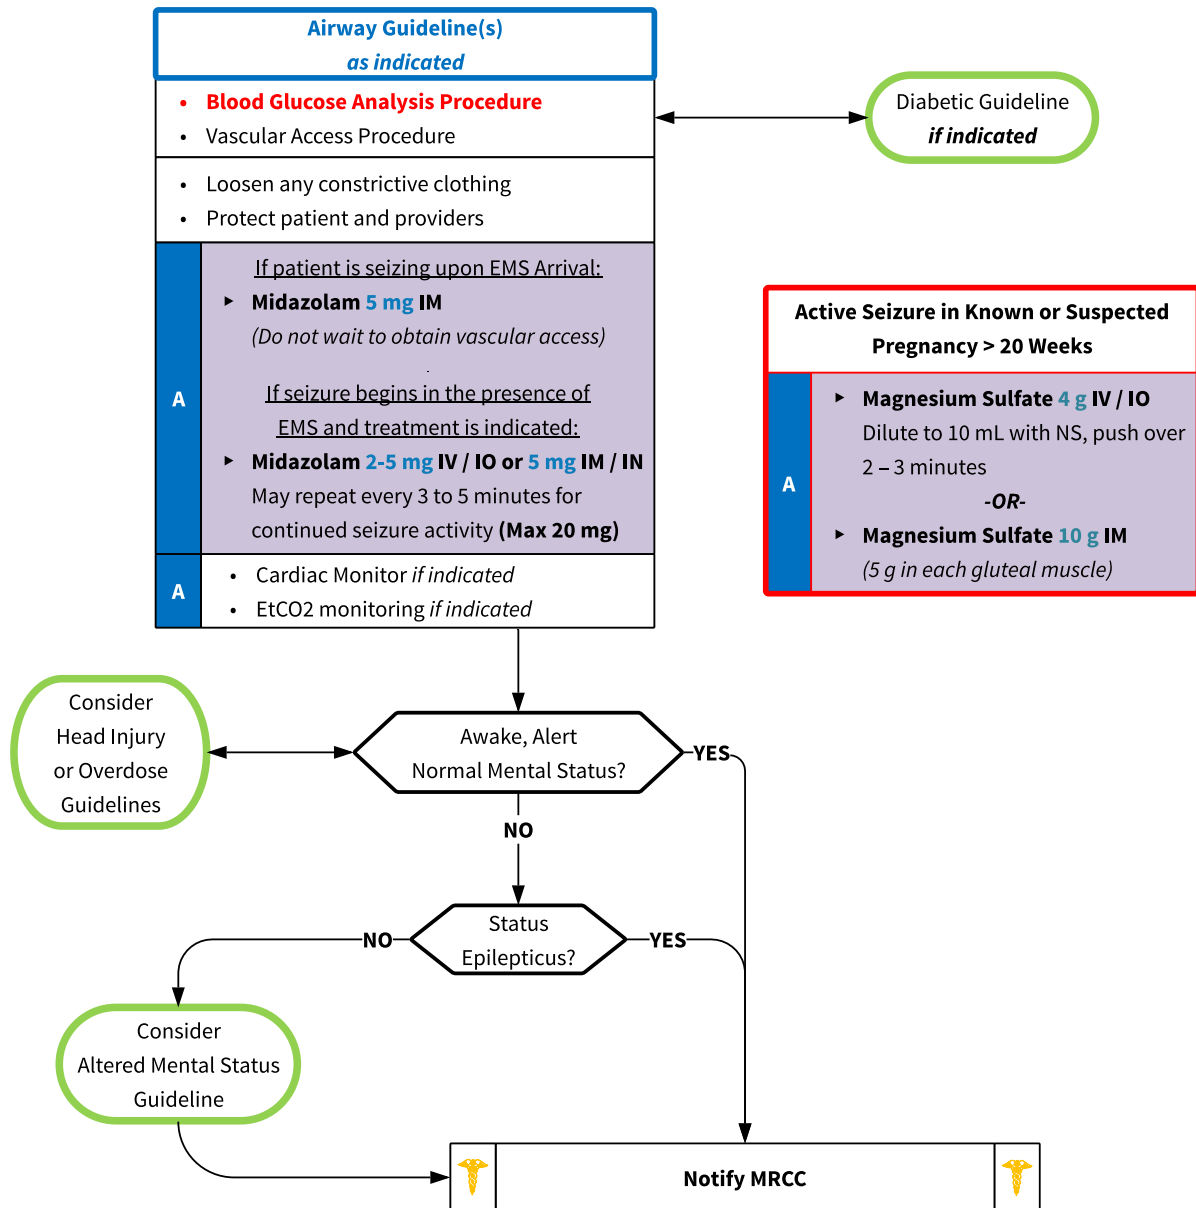 Airway Guideline(s)
as indicated
• Blood Glucose Analysis Procedure
• Vascular Access Procedure
Diabetic Guideline
if indicated
• Loosen any constrictive clothing
• Protect patient and providers
A
If patient is seizing upon EMS Arrival:
▸ Midazolam 5 mg IM
(Do not wait to obtain vascular access)
If seizure begins in the presence of
EMS and treatment is indicated:
▸ Midazolam 2-5 mg IV / IO or 5 mg IM / IN
May repeat every 3 to 5 minutes for
continued seizure activity (Max 20 mg)
A
• Cardiac Monitor if indicated
• EtCO2 monitoring if indicated
Active Seizure in Known or Suspected
Pregnancy > 20 Weeks
A
▸ Magnesium Sulfate 4 g IV / IO
Dilute to 10 mL with NS, push over
2 – 3 minutes
-OR-
▸ Magnesium Sulfate 10 g IM
(5 g in each gluteal muscle)
Consider
Head Injury
or Overdose
Guidelines
Awake, Alert
Normal Mental Status?
YES
NO
Status
Epilepticus?
NO
YES
Consider
Altered Mental Status
Guideline
Notify MRCC